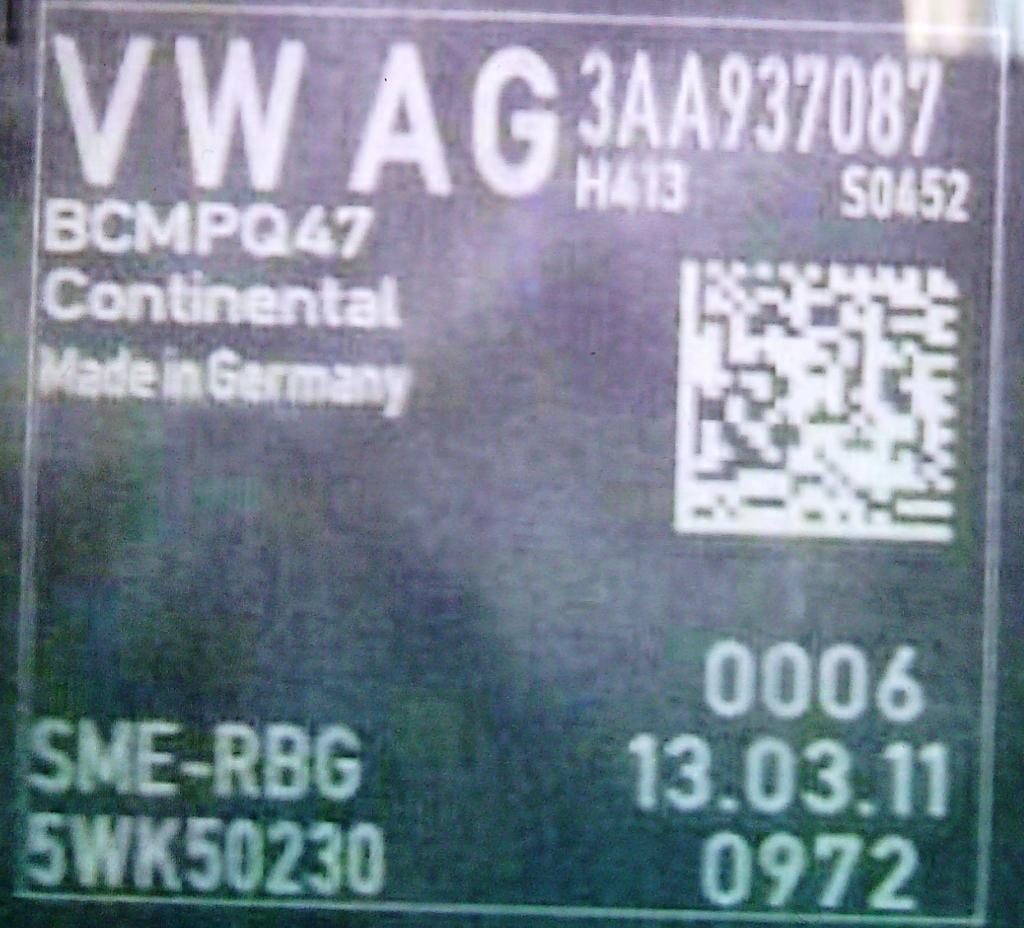 VW AG 3AA937087
H413 S0452
BCMPQ47
Continental
Made in Germany
0006
SME-RBG 13.03.11
5WK50230 0972